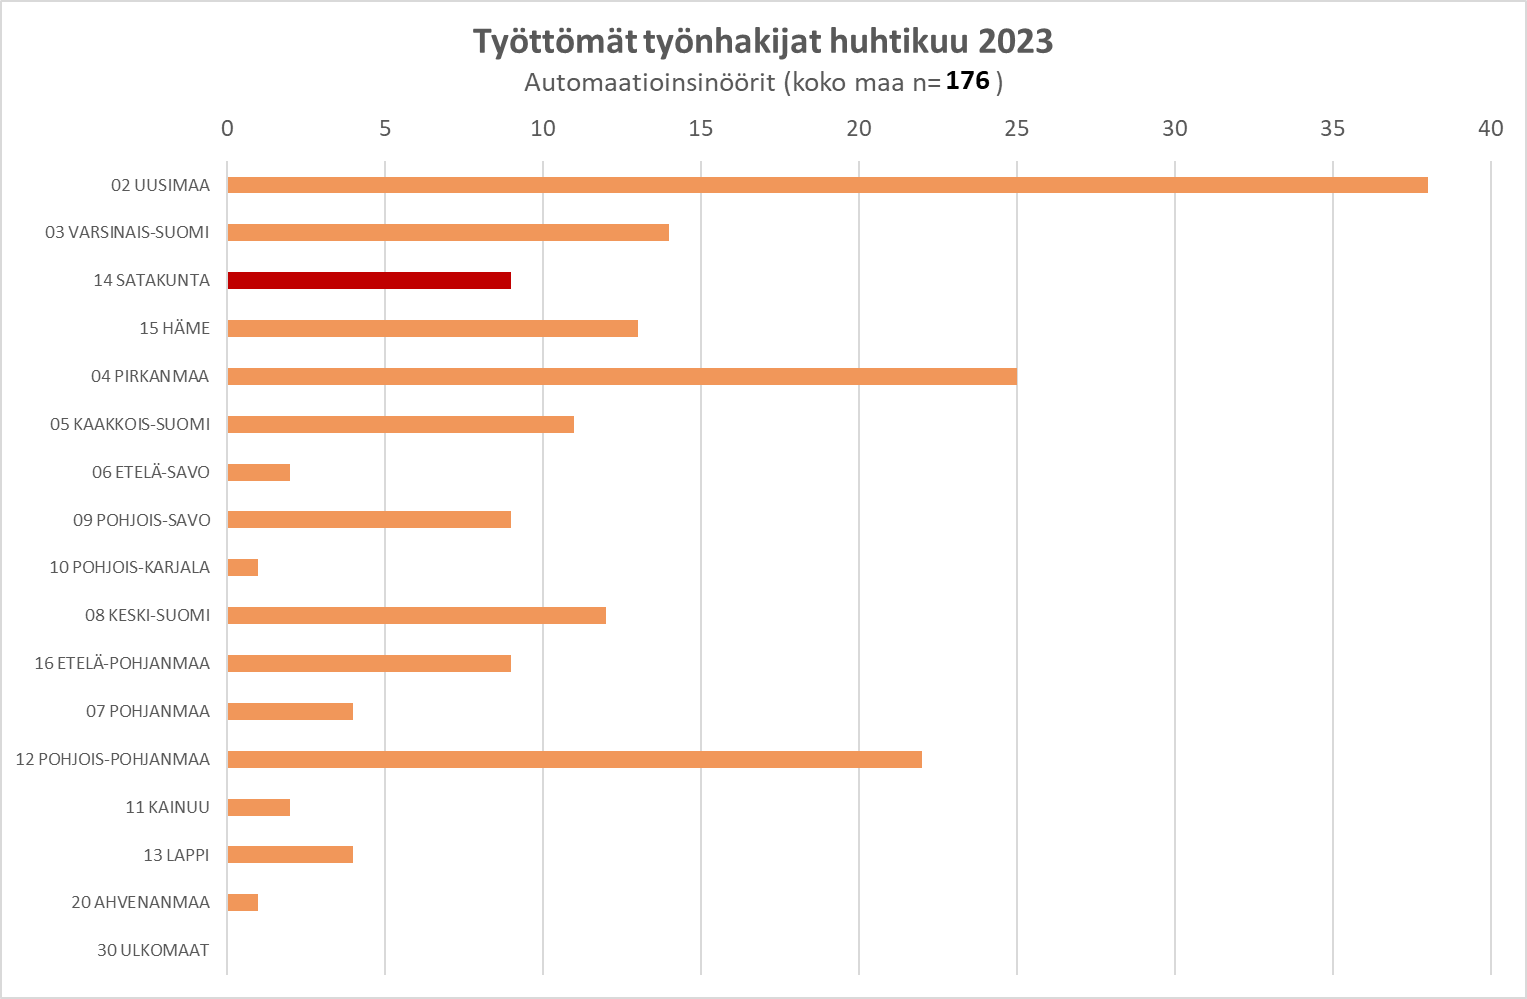 Työttömät työnhakijat huhtikuu 2023
Automaatioinsinöörit (koko maa n= 176 )
0 5 10 15 20 25 30 35 40
02 UUSIMAA
03 VARSINAIS-SUOMI
14 SATAKUNTA
15 HÄME
04 PIRKANMAA
05 KAAKKOIS-SUOMI
06 ETELÄ-SAVO
09 POHJOIS-SAVO
10 POHJOIS-KARJALA
08 KESKI-SUOMI
16 ETELÄ-POHJANMAA
07 POHJANMAA
12 POHJOIS-POHJANMAA
11 KAINUU
13 LAPPI
20 AHVENANMAA
30 ULKOMAAT